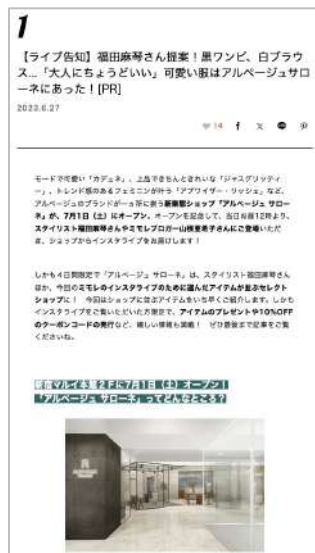 1
【ライブ告知】福田麻琴さん提案！黒ワンピ、白ブラウ
ス…「大人にちょうどいい」可愛い服はアルページュサロ
ーネにあった！[PR]
2023.6.27
14
モードで可愛い「カデュネ」、上品できちんときれいな「ジャスグリッティ
ー」、トレンド感のあるフェミニンが叶う「アプワイザー・リッシェ」など、
アルページュのブランドが一ヵ所に揃う新業態ショップ「アルページュ サロー
ネ」が、7月1日（土）にオープン。オープンを記念して、当日お昼12時より、
スタイリスト福田麻琴さんやミモレブロガー山様亜希子さんにご登場いただ
き、ショップからインスタライブをお届けします！
しかも4日間限定で「アルページュ サローネ」は、スタイリスト福田麻琴さん
ほか、今回のミモレのインスタライブのために選んだアイテムが並ぶセレクト
ショップに！ 今回はショップに並ぶアイテムをいち早くご紹介します。しかも
インスタライブをご覧いただいた方限定で、アイテムのプレゼントや10%OFF
のクーポンコードの発行など、嬉しい情報も満載！ ぜひ最後まで記事をご覧
くださいね。
新宿マルイ本館2Fに7月1日（土）オープン！
「アルページュ サローネ」ってどんなところ？